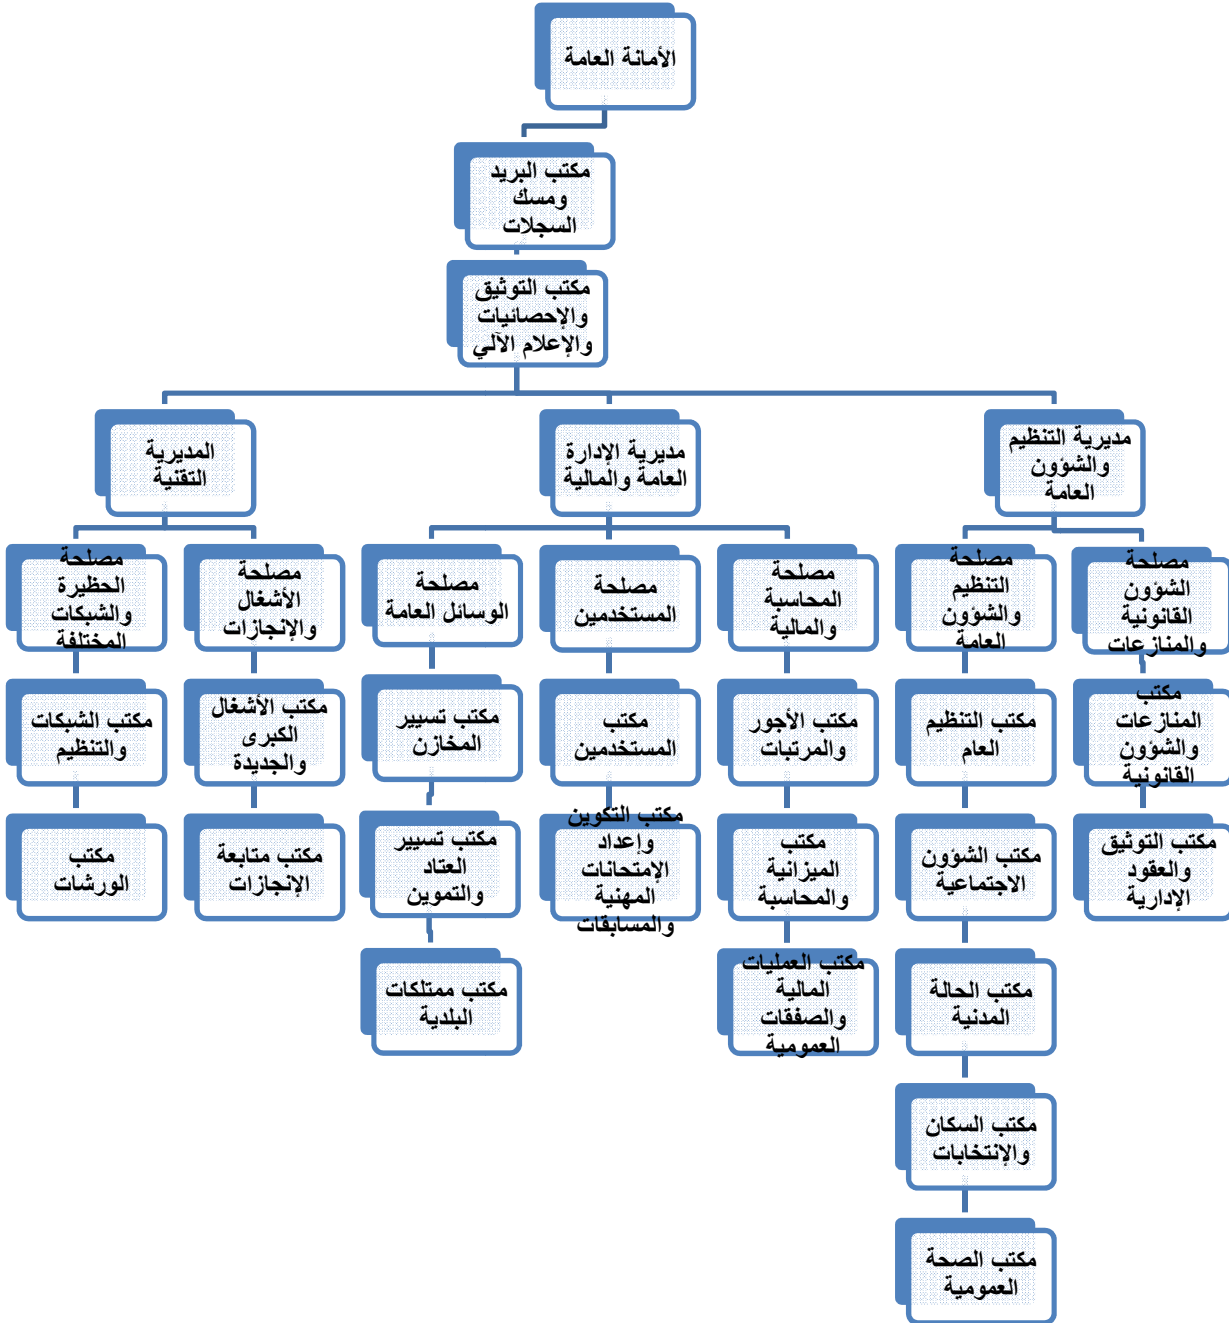 الأمانة العامة
مكتب البريد
ومسك
السجلات
مكتب التوثيق
والإحصائيات
والإعلام الآلي
مديرية التنظيم
والشؤون
العامة
مديرية الإدارة
العامة والمالية
المديرية
التقنية
مصلحة
الشؤون
القانونية
والمنازعات
مصلحة
التنظيم
والشؤون
العامة
مصلحة
المحاسبة
والمالية
مصلحة
المستخدمين
مصلحة
الوسائل العامة
مصلحة
الأشغال
والإنجازات
مصلحة
الحظيرة
والشبكات
المختلفة
مكتب
المنازعات
والشؤون
القانونية
مكتب التنظيم
العام
مكتب الأجور
والمرتبات
مكتب
المستخدمين
مكتب تسيير
المخازن
مكتب الأشغال
الكبرى
والجديدة
مكتب الشبكات
والتنظيم
مكتب التوثيق
والعقود
الإدارية
مكتب الشؤون
الاجتماعية
مكتب
الميزانية
والمحاسبة
مكتب التكوين
وإعداد
الإمتحانات
المهنية
والمسابقات
مكتب تسيير
العتاد
والتموين
مكتب متابعة
الإنجازات
مكتب
الورشات
مكتب الحالة
المدنية
مكتب العمليات
المالية
والصفقات
العمومية
مكتب ممتلكات
البلدية
مكتب السكان
والإنتخابات
مكتب الصحة
العمومية